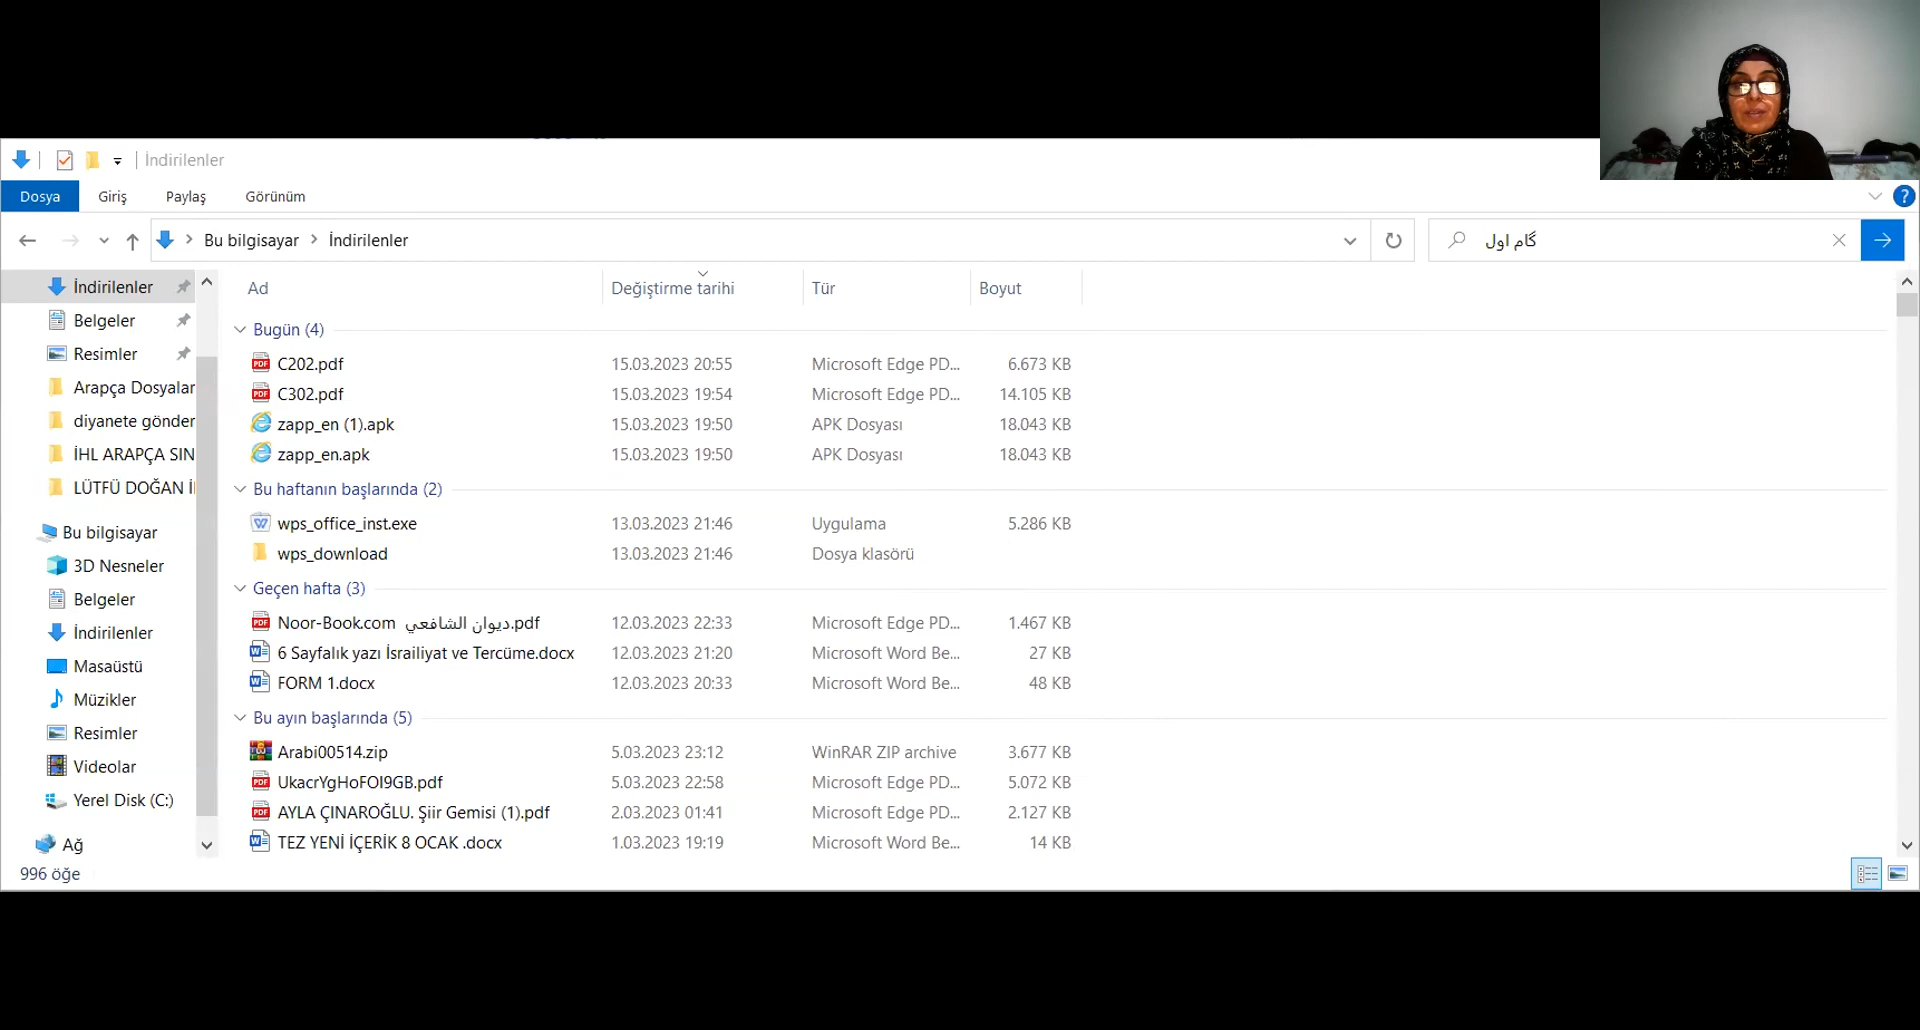 İndirilenler
Dosya Giriş Paylaş Görünüm
Bu bilgisayar İndirilenler گام اول
İndirilenler
Belgeler
Resimler
Arapça Dosyalar
diyanete gönder
İHL ARAPÇA SIN
LÜTFÜ DOĞAN İ
Bu bilgisayar
3D Nesneler
Belgeler
İndirilenler
Masaüstü
Müzikler
Resimler
Videolar
Yerel Disk (C:)
Ağ
Ad Değiştirme tarihi Tür Boyut
Bugün (4)
C202.pdf 15.03.2023 20:55 Microsoft Edge PD... 6.673 KB
C302.pdf 15.03.2023 19:54 Microsoft Edge PD... 14.105 KB
zapp_en (1).apk 15.03.2023 19:50 APK Dosyası 18.043 KB
zapp_en.apk 15.03.2023 19:50 APK Dosyası 18.043 KB
Bu haftanın başlarında (2)
wps_office_inst.exe 13.03.2023 21:46 Uygulama 5.286 KB
wps_download 13.03.2023 21:46 Dosya klasörü
Geçen hafta (3)
Noor-Book.com ديوان الشافعي.pdf 12.03.2023 22:33 Microsoft Edge PD... 1.467 KB
6 Sayfalık yazı İsrailiyat ve Tercüme.docx 12.03.2023 21:20 Microsoft Word Be... 27 KB
FORM 1.docx 12.03.2023 20:33 Microsoft Word Be... 48 KB
Bu ayın başlarında (5)
Arabi00514.zip 5.03.2023 23:12 WinRAR ZIP archive 3.677 KB
UkacrYgHoFOI9GB.pdf 5.03.2023 22:58 Microsoft Edge PD... 5.072 KB
AYLA ÇINAROĞLU. Şiir Gemisi (1).pdf 2.03.2023 01:41 Microsoft Edge PD... 2.127 KB
TEZ YENİ İÇERİK 8 OCAK .docx 1.03.2023 19:19 Microsoft Word Be... 14 KB
996 öğe